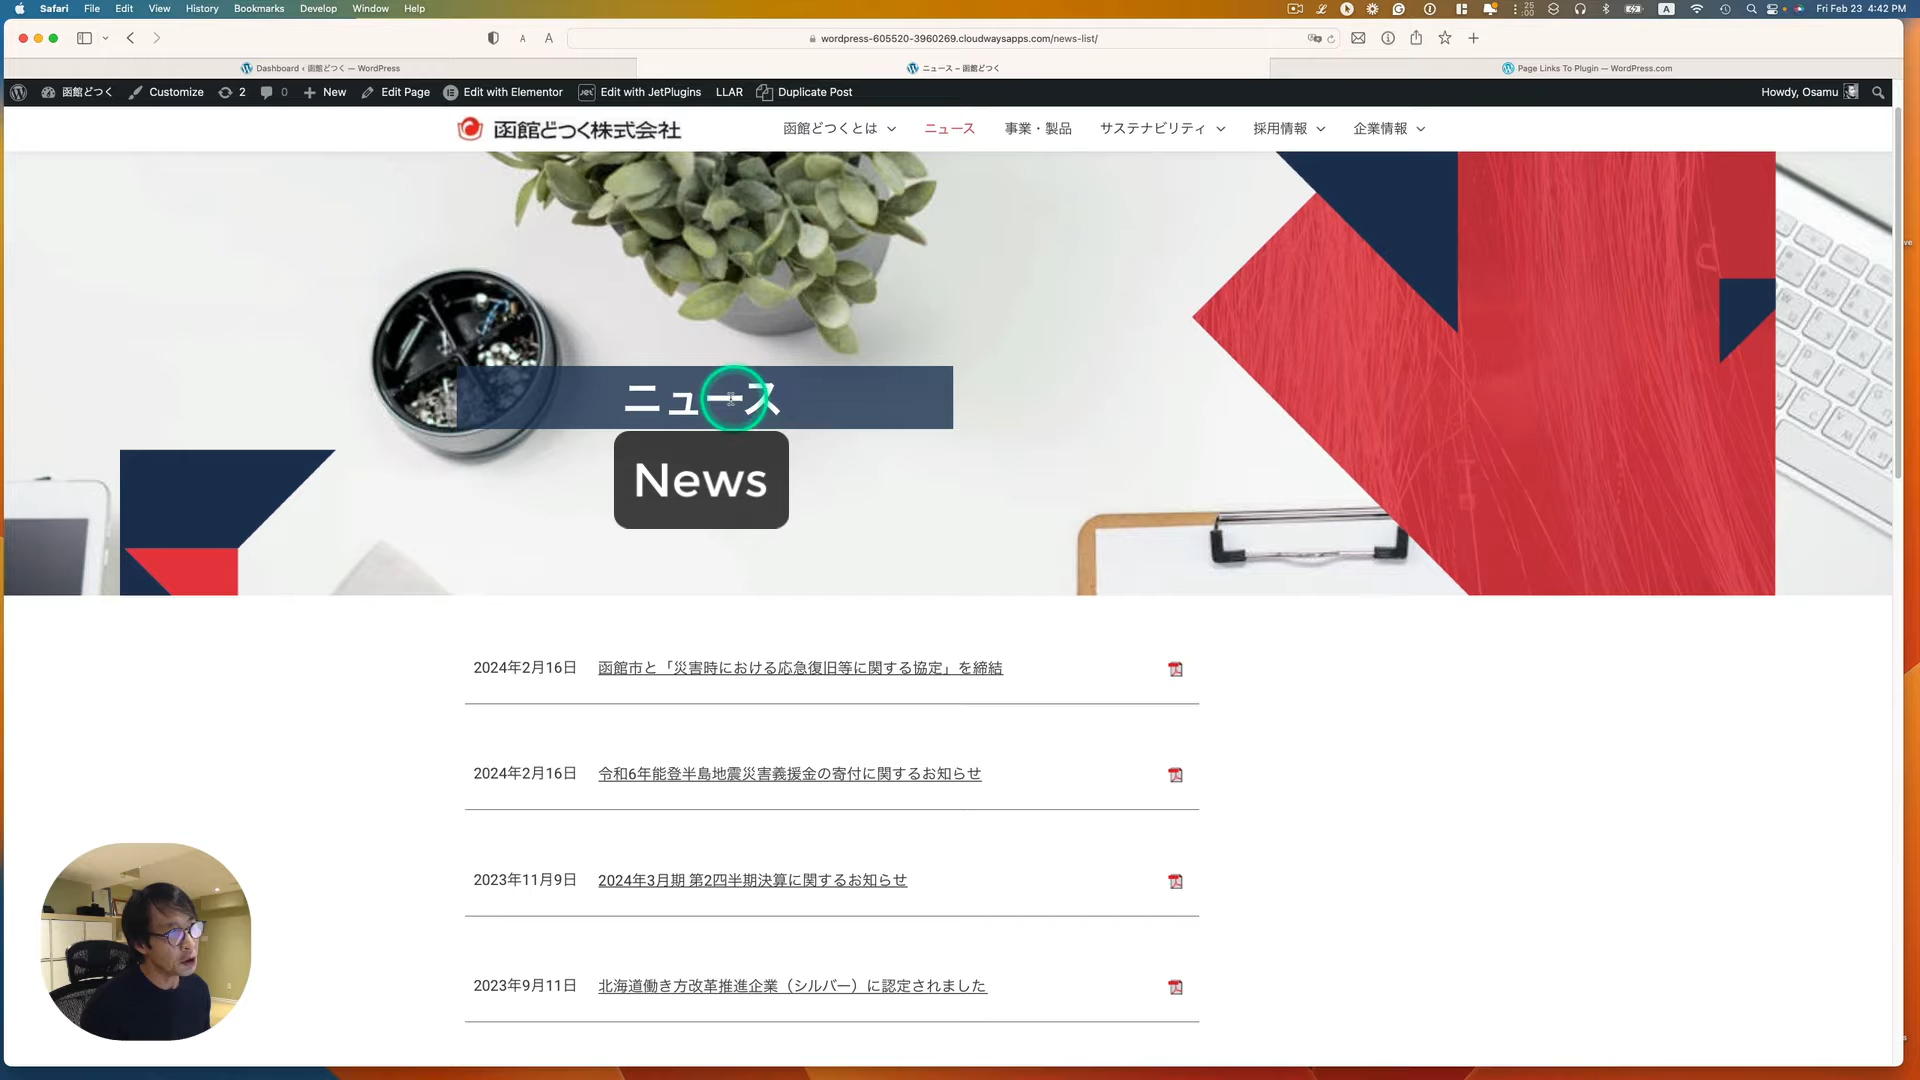 Safari File Edit View History Bookmarks Develop Window Help
25
:00
A
Fri Feb 23 4:42 PM
A A
wordpress-605520-3960269.cloudwaysapps.com/news-list/
Dashboard ‹ 函館どつく — WordPress
ニュース – 函館どつく
Page Links To Plugin — WordPress.com
函館どつく Customize 2 0 New Edit Page Edit with Elementor Jet Edit with JetPlugins LLAR Duplicate Post
Howdy, Osamu
函館どつく株式会社
函館どつくとは ニュース 事業・製品 サステナビリティ 採用情報 企業情報
ニュース
News
2024年2月16日 函館市と「災害時における応急復旧等に関する協定」を締結
2024年2月16日 令和6年能登半島地震災害義援金の寄付に関するお知らせ
2023年11月9日 2024年3月期 第2四半期決算に関するお知らせ
2023年9月11日 北海道働き方改革推進企業（シルバー）に認定されました